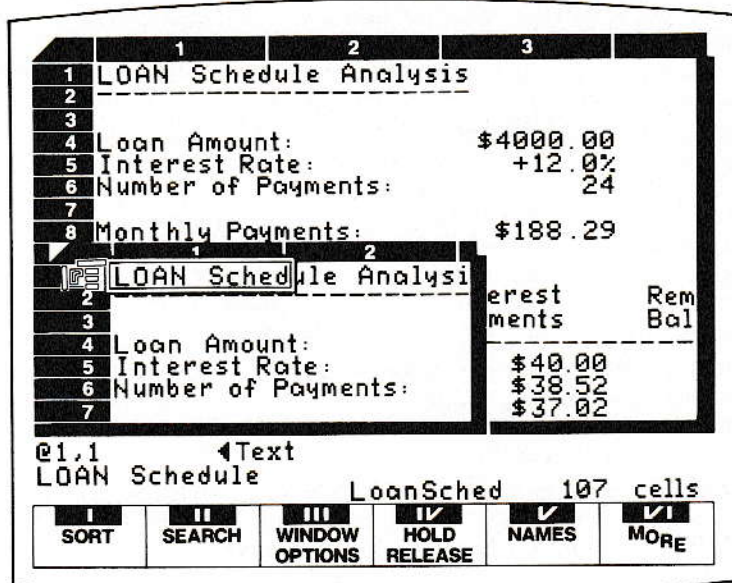 1 2 3
1 LOAN Schedule Analysis
2
3
4 Loan Amount: $4000.00
5 Interest Rate: +12.0%
6 Number of Payments: 24
7
8 Monthly Payments: $188.29
1 2
LOAN Schedule Analysi
2 erest Rem
3 ments Bal
4 Loan Amount:
5 Interest Rate: $40.00
6 Number of Payments: $38.52
7 $37.02
@1,1 ◀Text
LOAN Schedule
LoanSched 107 cells
I II III IV V VI
SORT SEARCH WINDOW OPTIONS HOLD RELEASE NAMES MORE